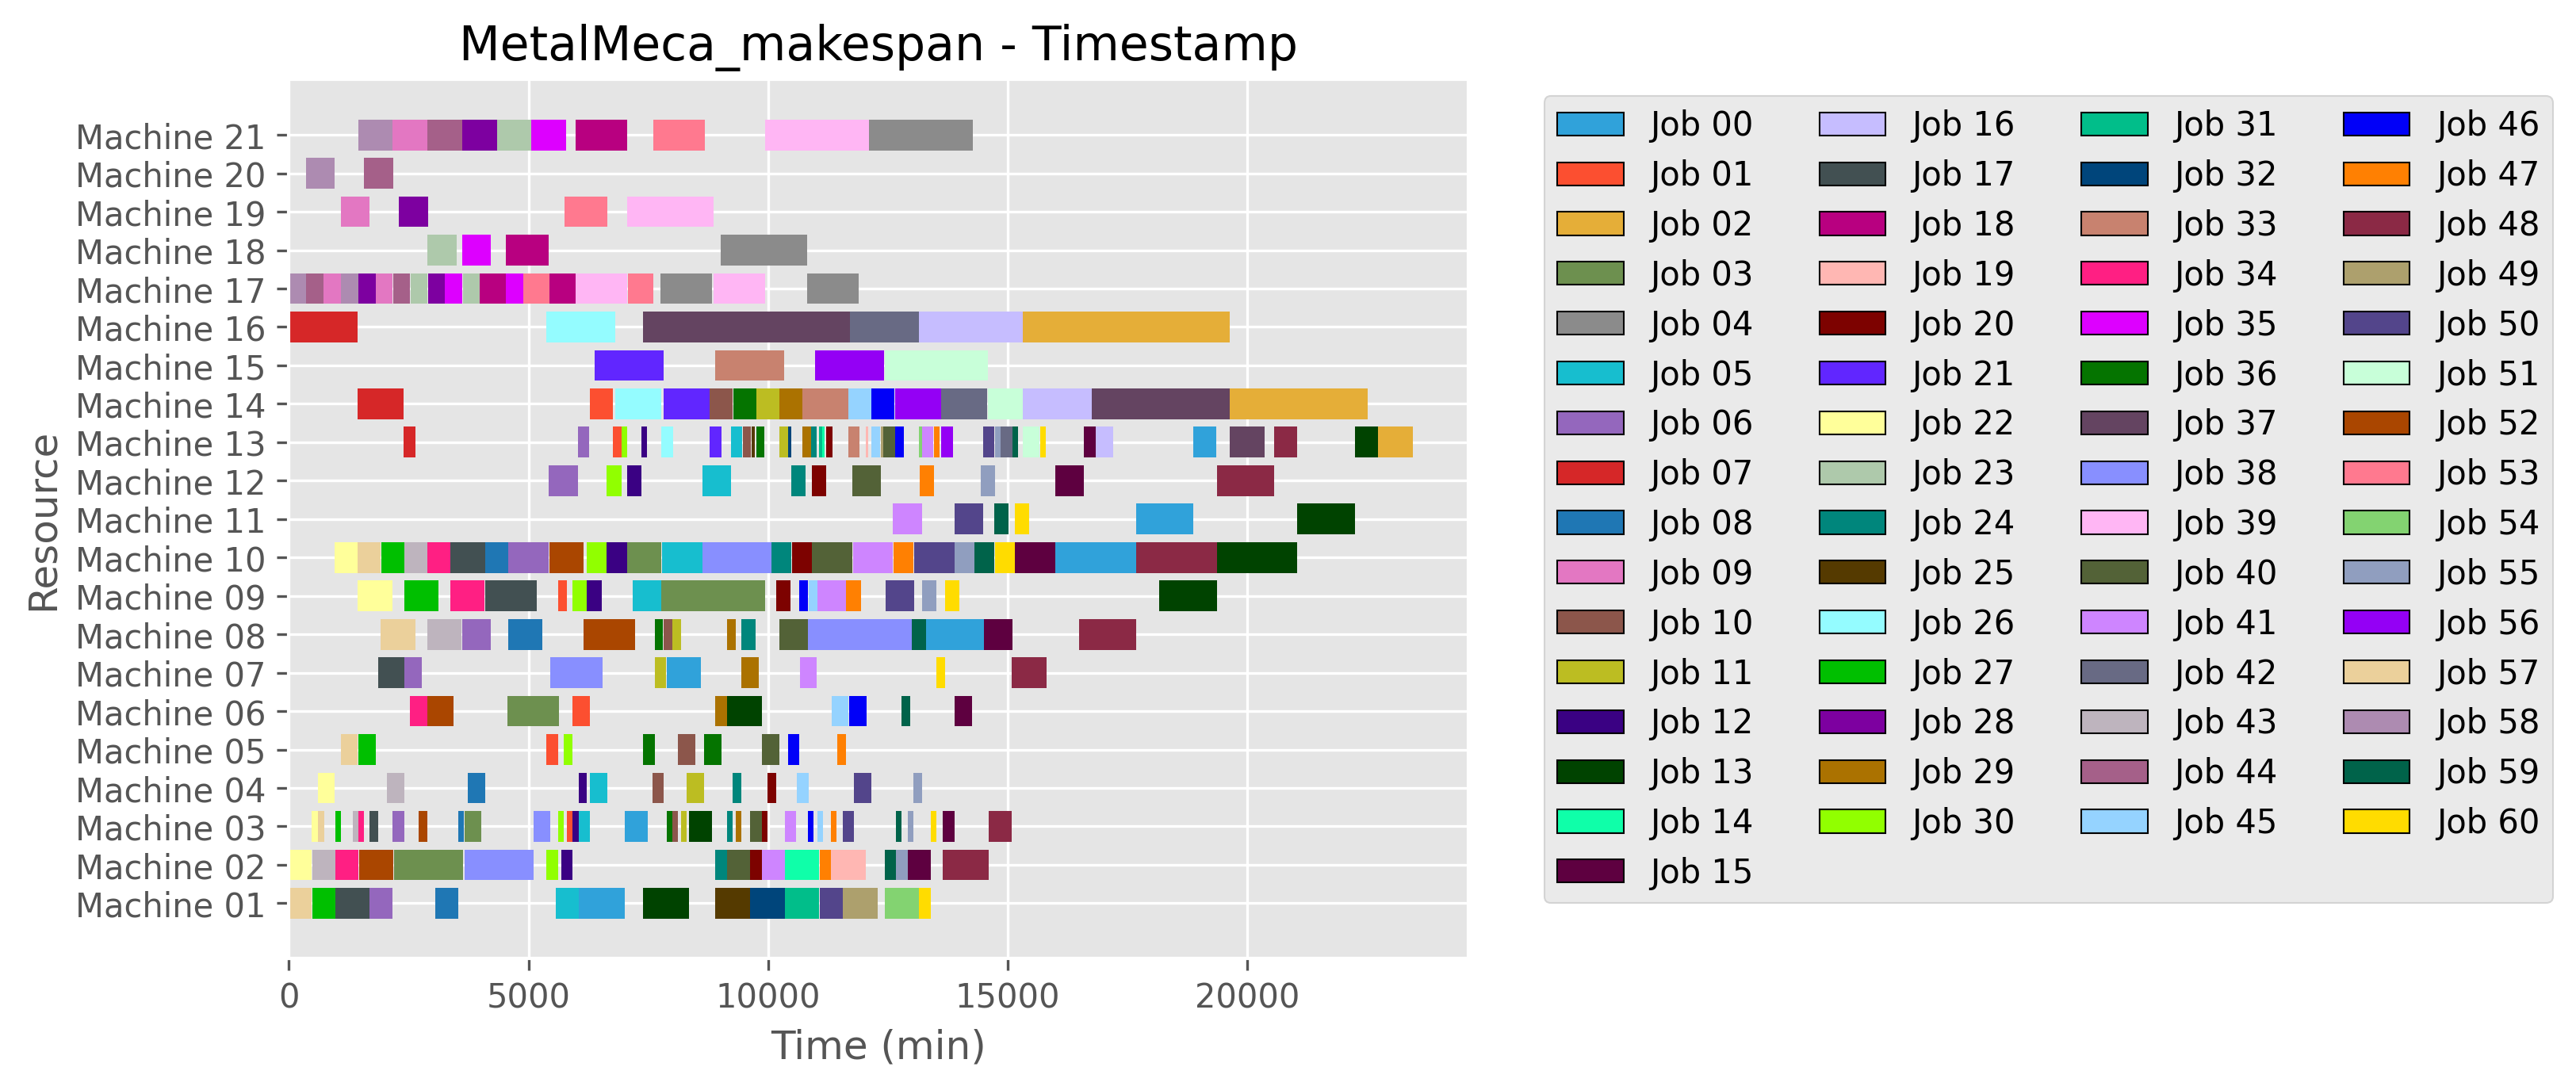 MetalMeca_makespan - Timestamp
Machine 21
Machine 20
Machine 19
Machine 18
Machine 17
Machine 16
Machine 15
Machine 14
Machine 13
Machine 12
Machine 11
Machine 10
Machine 09
Machine 08
Machine 07
Machine 06
Machine 05
Machine 04
Machine 03
Machine 02
Machine 01
Resource
0 5000 10000 15000 20000
Time (min)
Job 00 Job 16 Job 31 Job 46
Job 01 Job 17 Job 32 Job 47
Job 02 Job 18 Job 33 Job 48
Job 03 Job 19 Job 34 Job 49
Job 04 Job 20 Job 35 Job 50
Job 05 Job 21 Job 36 Job 51
Job 06 Job 22 Job 37 Job 52
Job 07 Job 23 Job 38 Job 53
Job 08 Job 24 Job 39 Job 54
Job 09 Job 25 Job 40 Job 55
Job 10 Job 26 Job 41 Job 56
Job 11 Job 27 Job 42 Job 57
Job 12 Job 28 Job 43 Job 58
Job 13 Job 29 Job 44 Job 59
Job 14 Job 30 Job 45 Job 60
Job 15